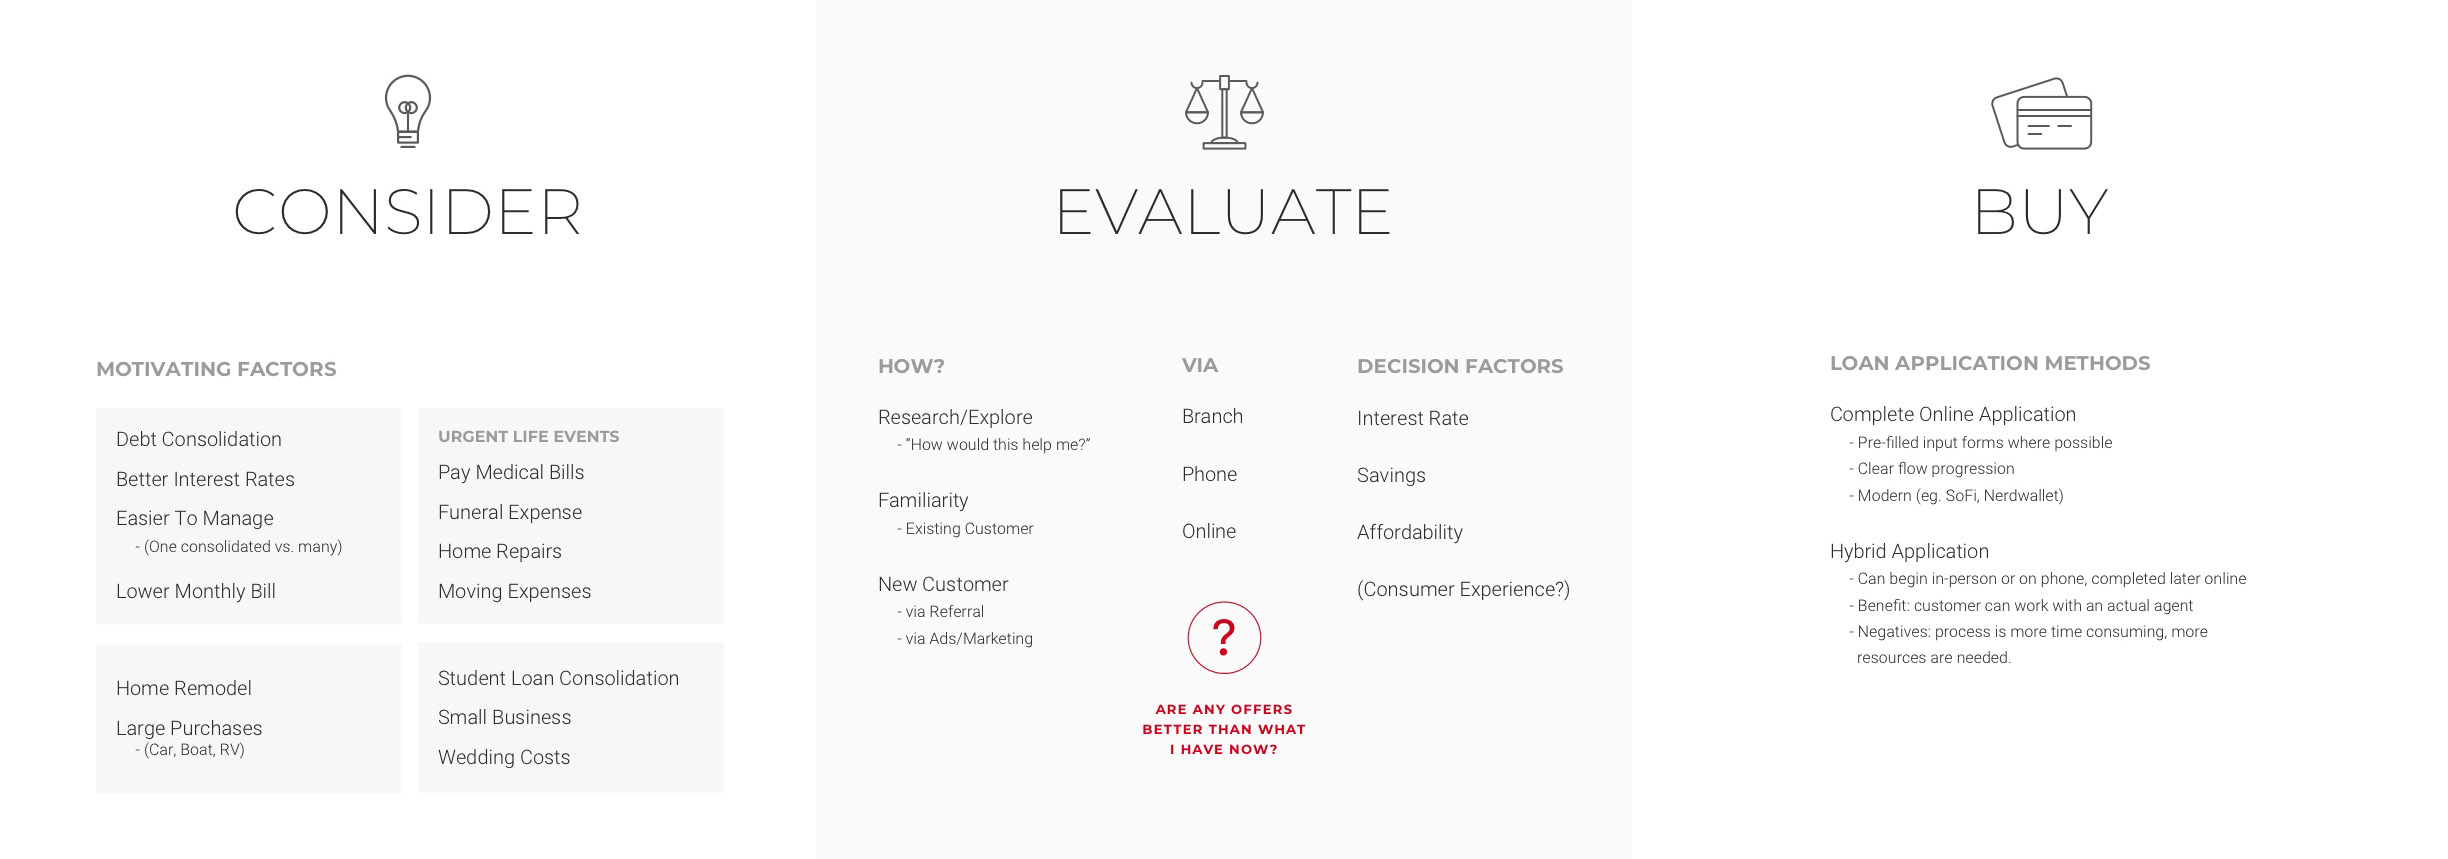 CONSIDER
MOTIVATING FACTORS
Debt Consolidation
Better Interest Rates
Easier To Manage
- (One consolidated vs. many)
Lower Monthly Bill
URGENT LIFE EVENTS
Pay Medical Bills
Funeral Expense
Home Repairs
Moving Expenses
Home Remodel
Large Purchases
- (Car, Boat, RV)
Student Loan Consolidation
Small Business
Wedding Costs
EVALUATE
HOW?
Research/Explore
- “How would this help me?”
Familiarity
- Existing Customer
New Customer
- via Referral
- via Ads/Marketing
VIA
Branch
Phone
Online
DECISION FACTORS
Interest Rate
Savings
Affordability
(Consumer Experience?)
?
ARE ANY OFFERS
BETTER THAN WHAT
I HAVE NOW?
BUY
LOAN APPLICATION METHODS
Complete Online Application
- Pre-filled input forms where possible
- Clear flow progression
- Modern (eg. SoFi, Nerdwallet)
Hybrid Application
- Can begin in-person or on phone, completed later online
- Benefit: customer can work with an actual agent
- Negatives: process is more time consuming, more
resources are needed.